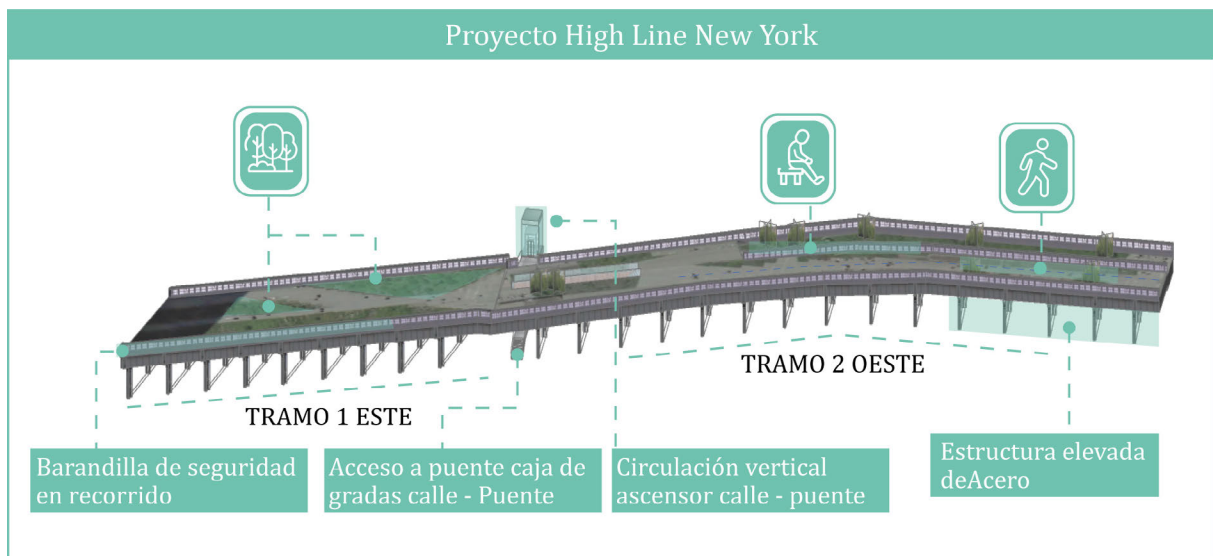 Proyecto High Line New York
TRAMO 1 ESTE
TRAMO 2 OESTE
Barandilla de seguridad
en recorrido
Acceso a puente caja de
gradas calle - Puente
Circulación vertical
ascensor calle - puente
Estructura elevada
deAcero